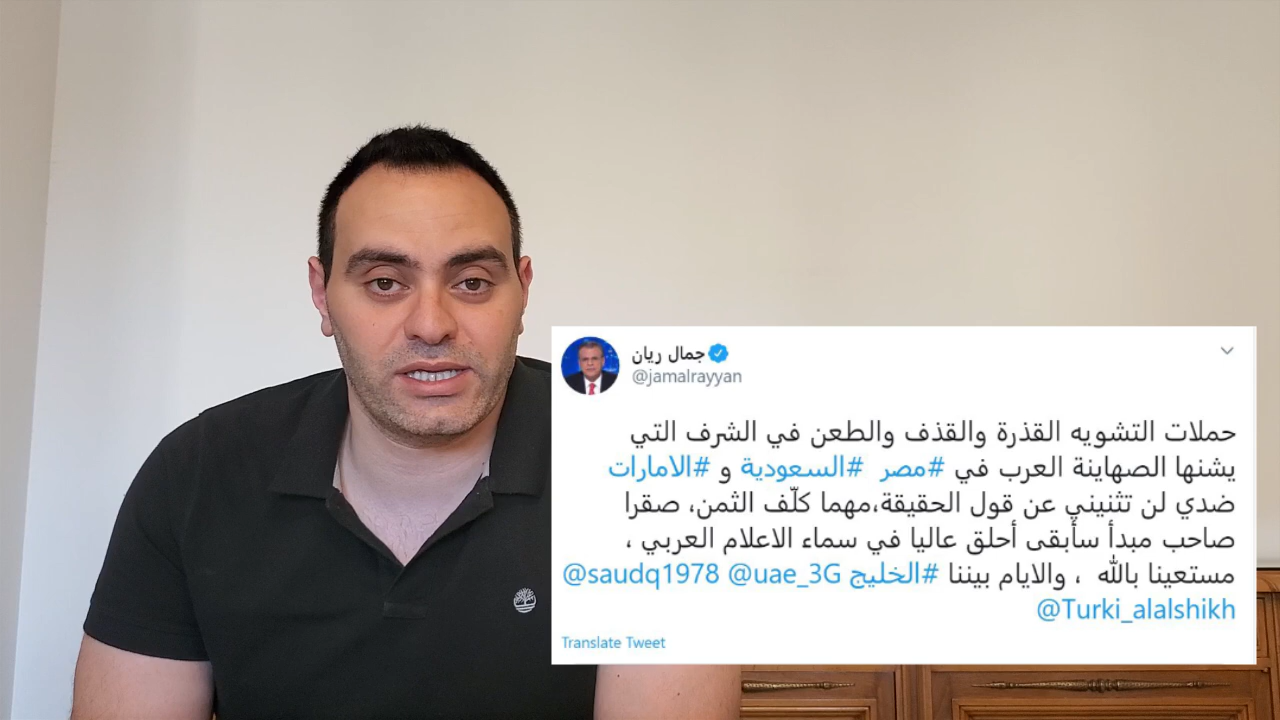 جمال ريان
@jamalrayyan
حملات التشويه القذرة والقذف والطعن في الشرف التي
يشنها الصهاينة العرب في #مصر #السعودية و #الامارات
ضدي لن تثنيني عن قول الحقيقة،مهما كلّف الثمن، صقرا
صاحب مبدأ سأبقى أحلق عاليا في سماء الاعلام العربي ،
مستعينا بالله ، والايام بيننا #الخليج @uae_3G @saudq1978
@Turki_alalshikh
Translate Tweet